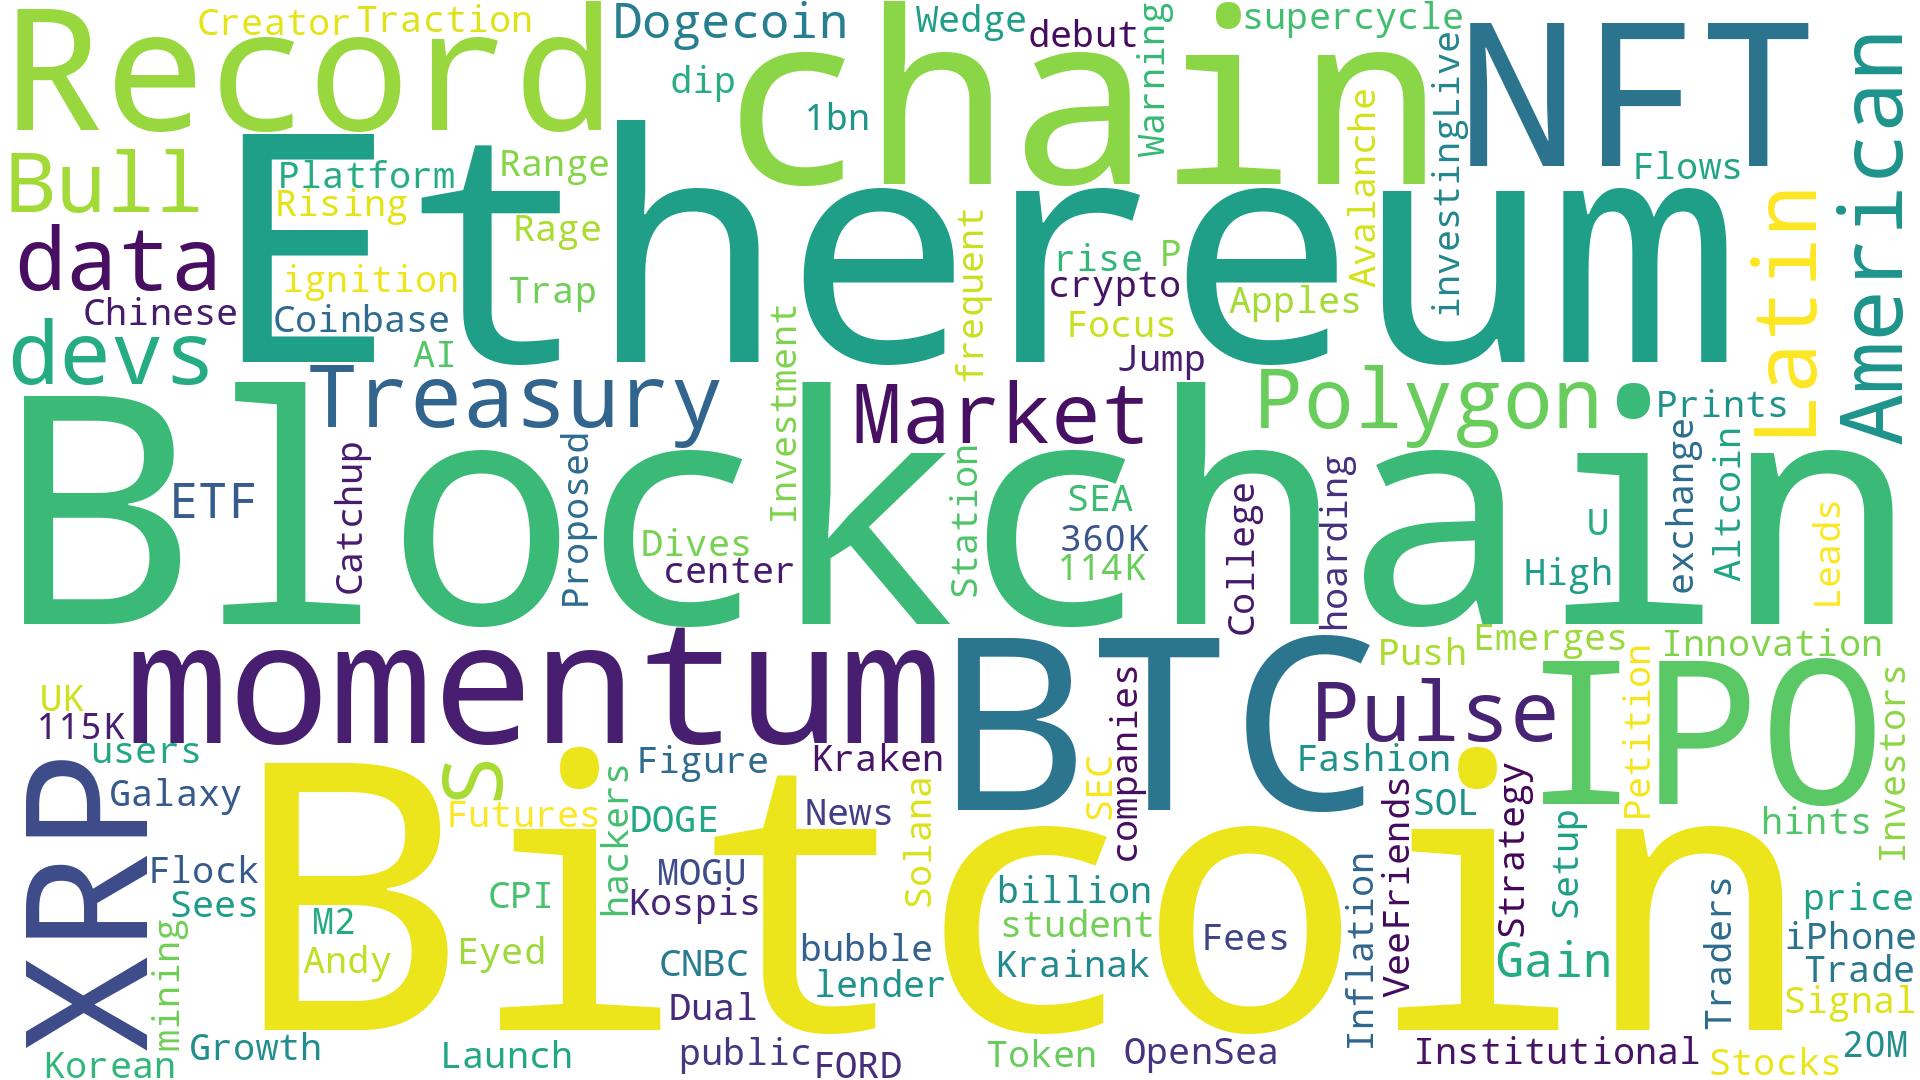 Record
Creator
Traction
Dogecoin
Wedge
debut
Warning
supercycle
chain
NFT
American
dip
1bn
Bull
Platform
Range
Rising
Rage
Ethereum
Avalanche
investingLive
Flows
Latin
data
ignition
Trap
frequent
rise
P
crypto
Apples
Focus
Jump
Chinese
Coinbase
AI
devs
Treasury
Investment
Market
Polygon
Prints
Blockchain
ETF
Catchup
Proposed
Dives
center
Station
SEA
360K
114K
College
hoarding
U
High
exchange
Altcoin
Leads
momentum
BTC
companies
Push
Emerges
Innovation
Pulse
IPO
Petition
Investors
UK
115K
users
Galaxy
XRP
S
Futures
hackers
Figure
DOGE
Kraken
News
Solana
SEC
Fashion
SOL
VeeFriends
Strategy
Setup
hints
Bitcoin
Flock
Sees
mining
M2
Andy
CPI
Eyed
MOGU
Kospis
CNBC
Dual
bubble
lender
billion
student
Krainak
Fees
Inflation
Gain
Traders
price
iPhone
Trade
Signal
Korean
Growth
Launch
public
FORD
Token
OpenSea
Institutional
Stocks
20M